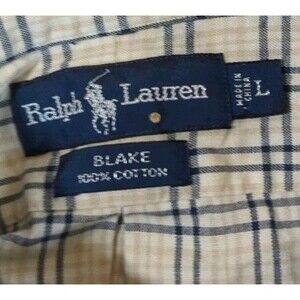 Ralph Lauren
MADE IN
CHINA
L
BLAKE
100% COTTON